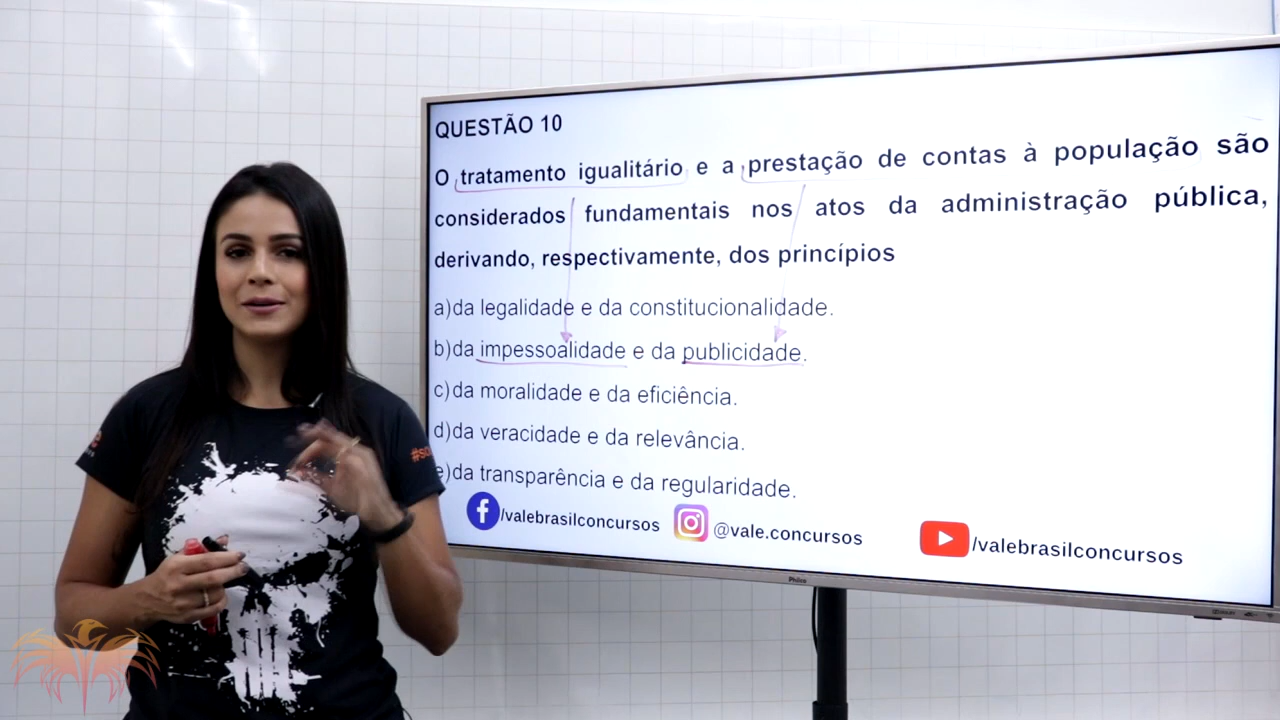 QUESTÃO 10
O tratamento igualitário e a prestação de contas à população são
considerados fundamentais nos atos da administração pública,
derivando, respectivamente, dos princípios
a)da legalidade e da constitucionalidade.
b)da impessoalidade e da publicidade.
c)da moralidade e da eficiência.
d)da veracidade e da relevância.
e)da transparência e da regularidade.
/valebrasilconcursos @vale.concursos /valebrasilconcursos
Philco